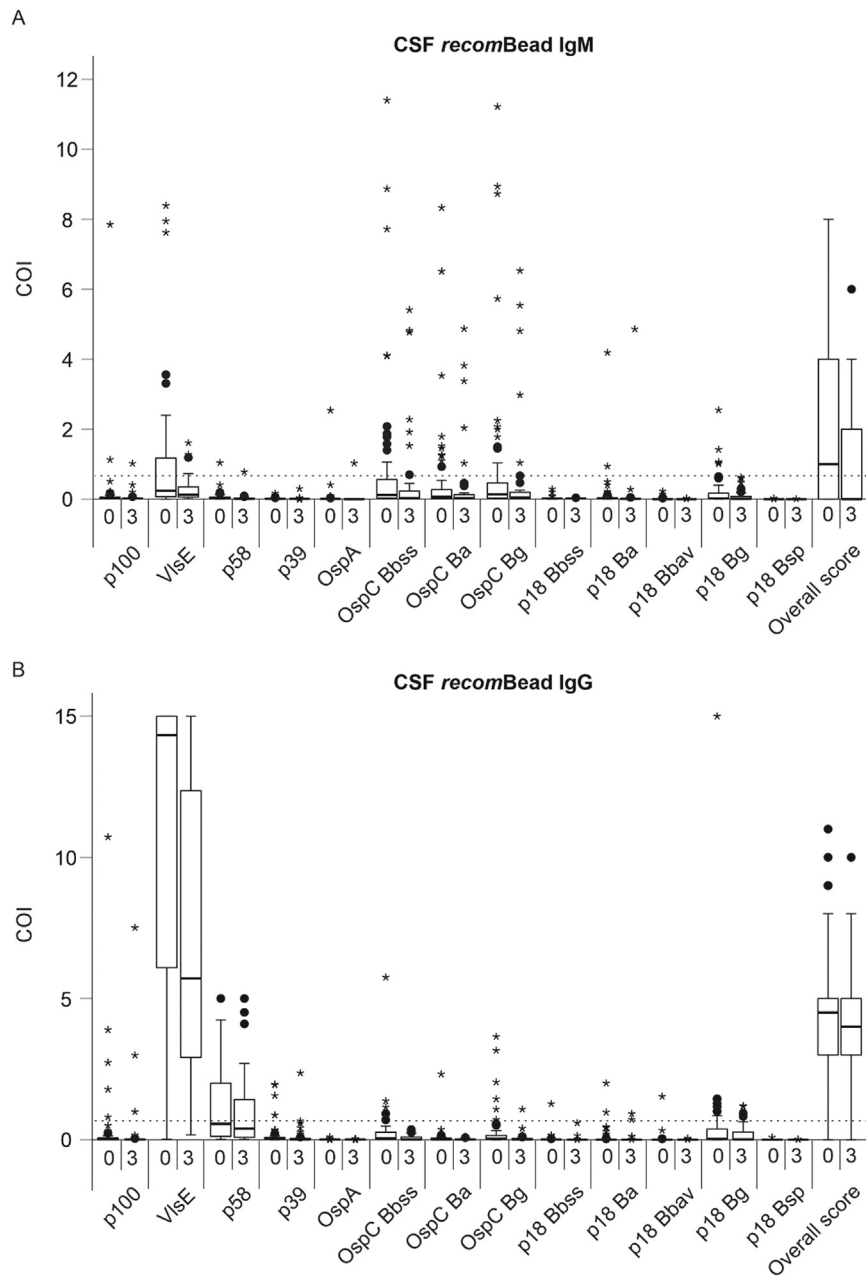 A
CSF recomBead IgM
12
10
8
6
4
2
0
COI
0 3 0 3 0 3 0 3 0 3 0 3 0 3 0 3 0 3 0 3 0 3 0 3 0 3 0 3
p100
VlsE
p58
p39
OspA
OspC Bbss
OspC Ba
OspC Bg
p18 Bbss
p18 Ba
p18 Bbav
p18 Bg
p18 Bsp
Overall score
B
CSF recomBead IgG
15
10
5
0
COI
0 3 0 3 0 3 0 3 0 3 0 3 0 3 0 3 0 3 0 3 0 3 0 3 0 3 0 3
p100
VlsE
p58
p39
OspA
OspC Bbss
OspC Ba
OspC Bg
p18 Bbss
p18 Ba
p18 Bbav
p18 Bg
p18 Bsp
Overall score